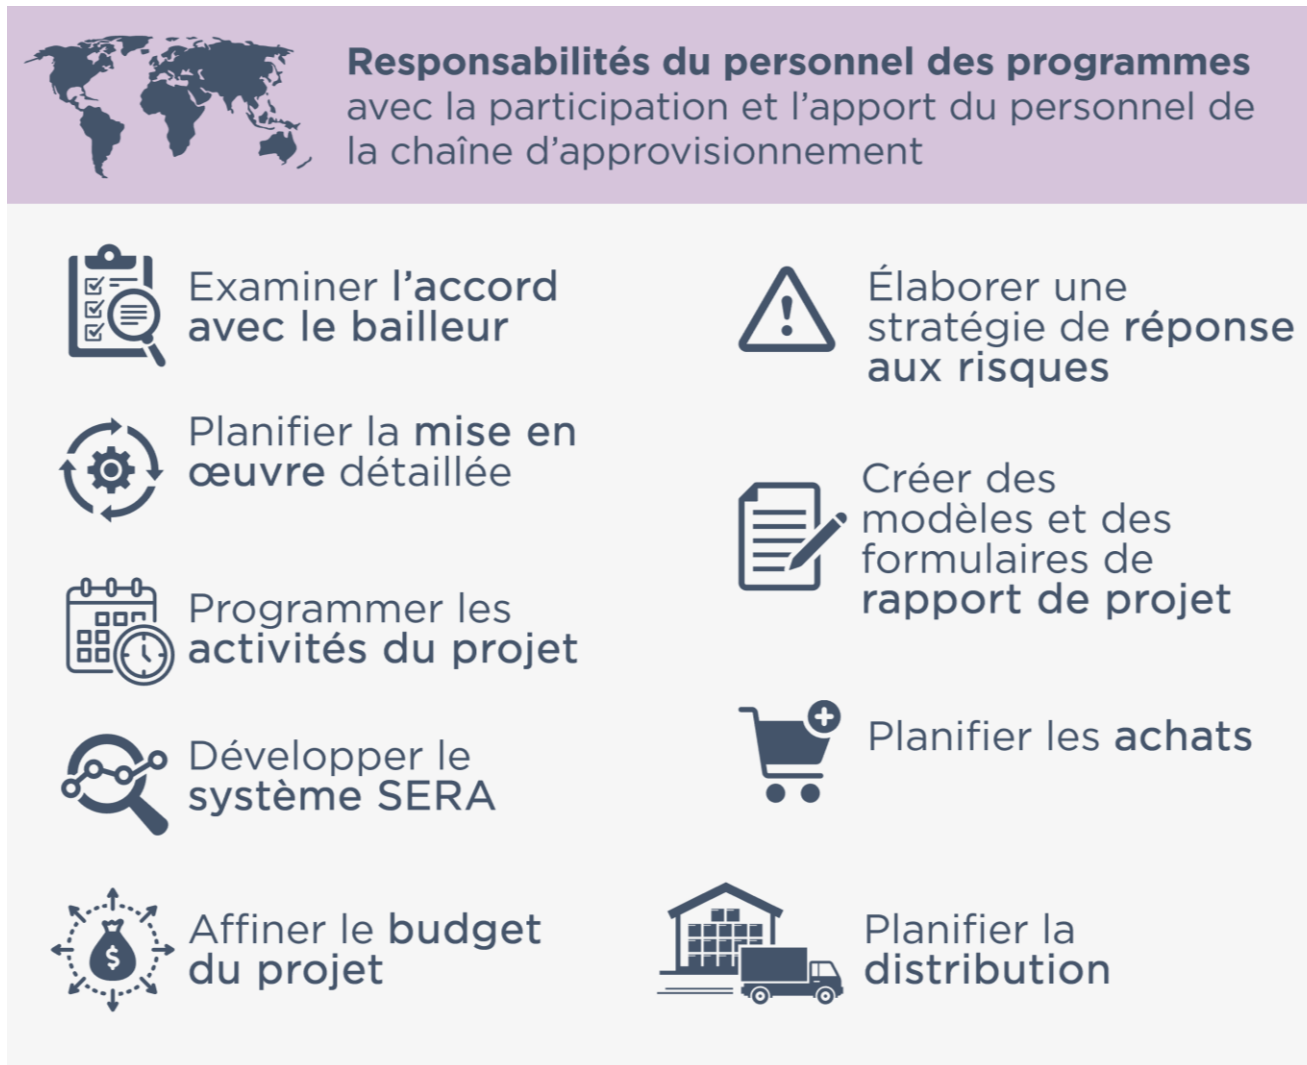 Responsabilités du personnel des programmes
avec la participation et l'apport du personnel de
la chaîne d'approvisionnement
Examiner l'accord
avec le bailleur
Planifier la mise en
œuvre détaillée
Programmer les
activités du projet
Développer le
système SERA
Affiner le budget
du projet
Élaborer une
stratégie de réponse
aux risques
Créer des
modèles et des
formulaires de
rapport de projet
Planifier les achats
Planifier la
distribution